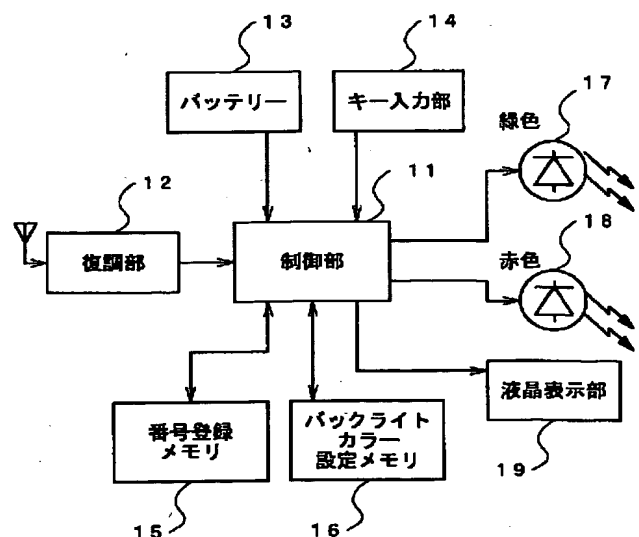 13
14
バッテリー
キー入力部
17
緑色
12
11
復調部
制御部
18
赤色
番号登録
メモリ
バックライト
カラー
設定メモリ
液晶表示部
15
16
19